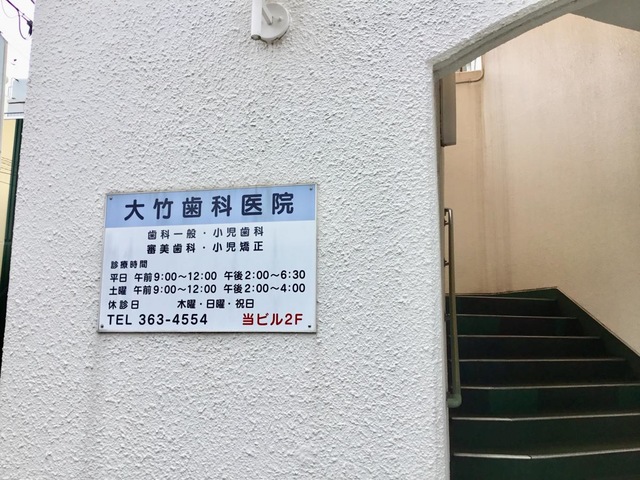 大竹歯科医院
歯科一般・小児歯科
審美歯科・小児矯正
診療時間
平日 午前9:00〜12:00 午後2:00〜6:30
土曜 午前9:00〜12:00 午後2:00〜4:00
休診日 木曜・日曜・祝日
TEL 363-4554 当ビル2F